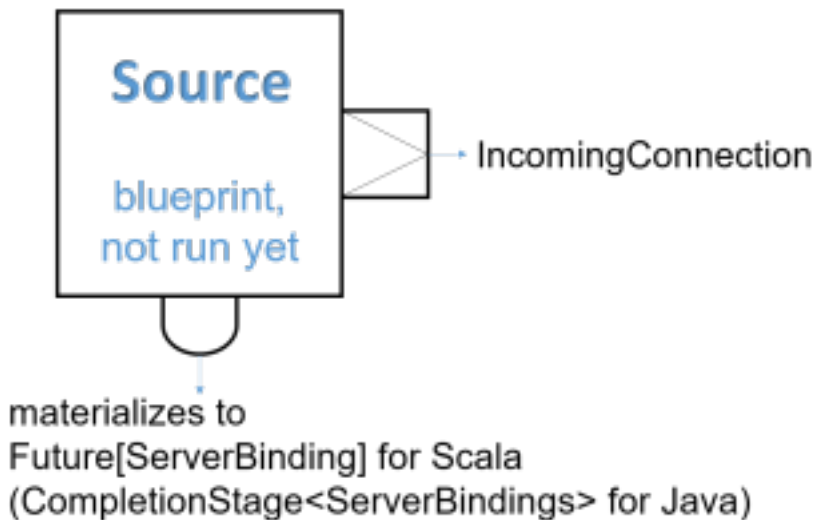 Source
blueprint,
not run yet
IncomingConnection
materializes to
Future[ServerBinding] for Scala
(CompletionStage<ServerBindings> for Java)